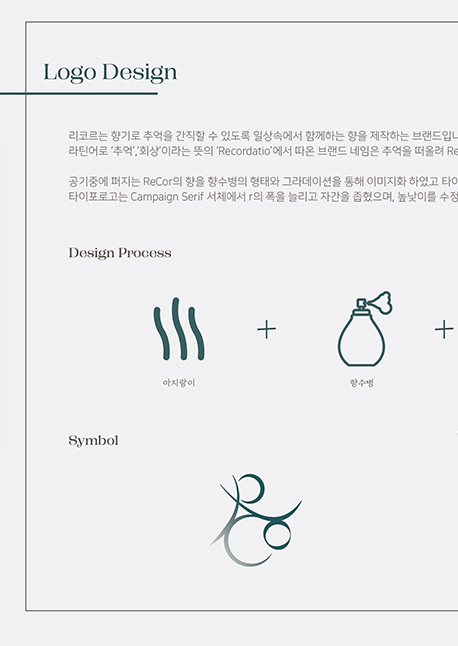 Logo Design
리코르는 향기로 추억을 간직할 수 있도록 일상속에서 함께하는 향을 제작하는 브랜드입니
라틴어로 '추억','회상'이라는 뜻의 'Recordatio'에서 따온 브랜드 네임은 추억을 떠올려 Re
공기중에 퍼지는 ReCor의 향을 향수병의 형태와 그라데이션을 통해 이미지화 하였고 타이
타이포로고는 Campaign Serif 서체에서 r의 폭을 늘리고 자간을 좁혔으며, 높낮이를 수정
Design Process
+ +
아지랑이 향수병
Symbol